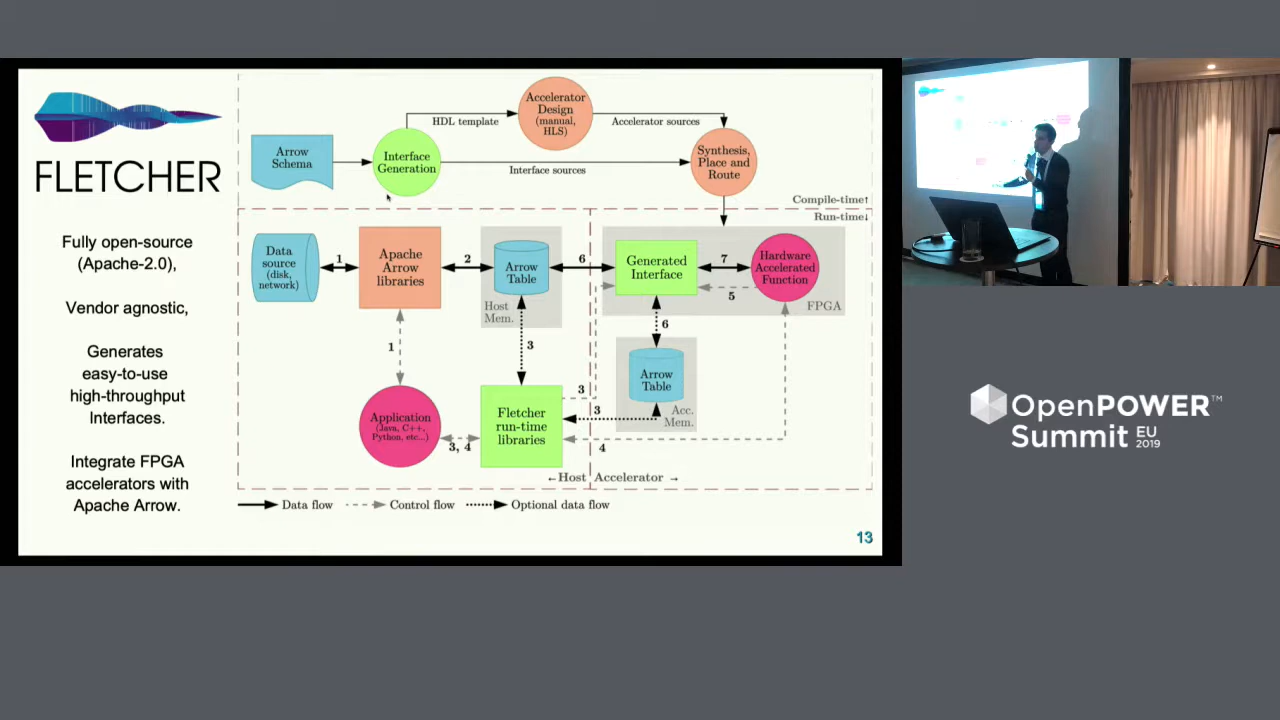 FLETCHER
Fully open-source
(Apache-2.0),
Vendor agnostic,
Generates
easy-to-use
high-throughput
Interfaces.
Integrate FPGA
accelerators with
Apache Arrow.
Arrow
Schema
Interface
Generation
HDL template
Accelerator
Design
(manual,
HLS)
Accelerator sources
Interface sources
Synthesis,
Place and
Route
Compile-time↑
Run-time↓
Data
source
(disk,
network)
1
Apache
Arrow
libraries
2
Arrow
Table
Host
Mem.
6
Generated
Interface
7
Hardware
Accelerated
Function
5
FPGA
1
3
6
Arrow
Table
Acc.
Mem.
3
3
4
Application
(Java, C++,
Python, etc...)
3, 4
Fletcher
run-time
libraries
←Host
Accelerator →
Data flow
Control flow
Optional data flow
13
OpenPOWER™
Summit EU
2019